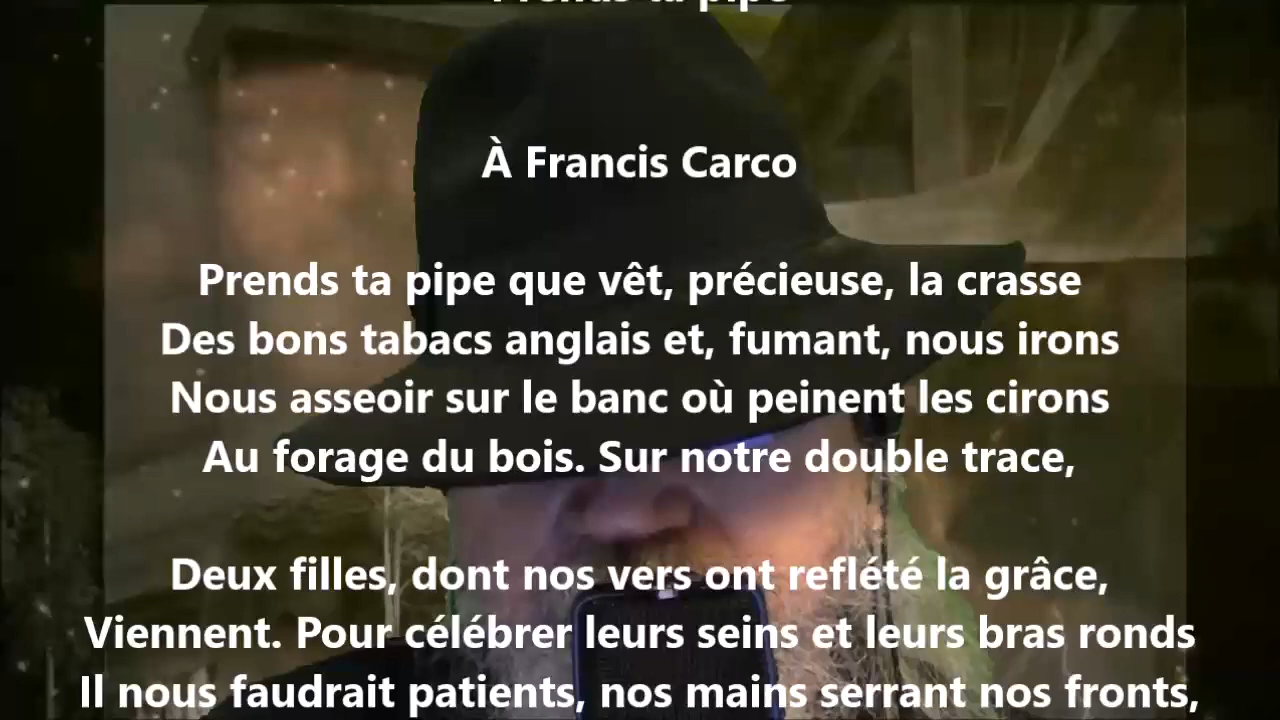 Prends ta pipe
À Francis Carco
Prends ta pipe que vêt, précieuse, la crasse
Des bons tabacs anglais et, fumant, nous irons
Nous asseoir sur le banc où peinent les cirons
Au forage du bois. Sur notre double trace,
Deux filles, dont nos vers ont reflété la grâce,
Viennent. Pour célébrer leurs seins et leurs bras ronds
Il nous faudrait patients, nos mains serrant nos fronts,